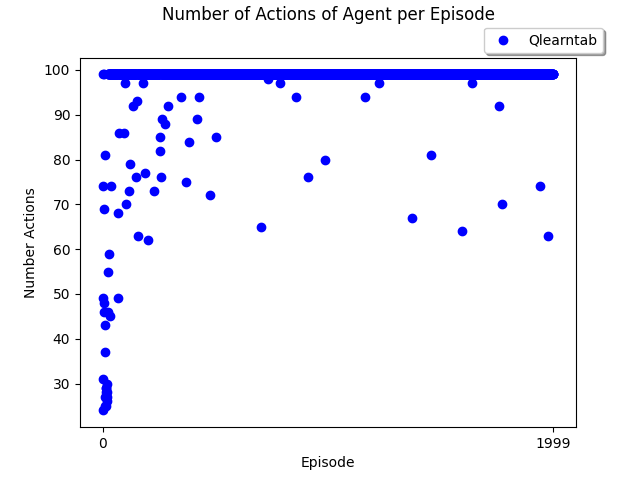 Number of Actions of Agent per Episode
Qlearntab
100
90
80
70
60
50
40
30
Number Actions
0
1999
Episode